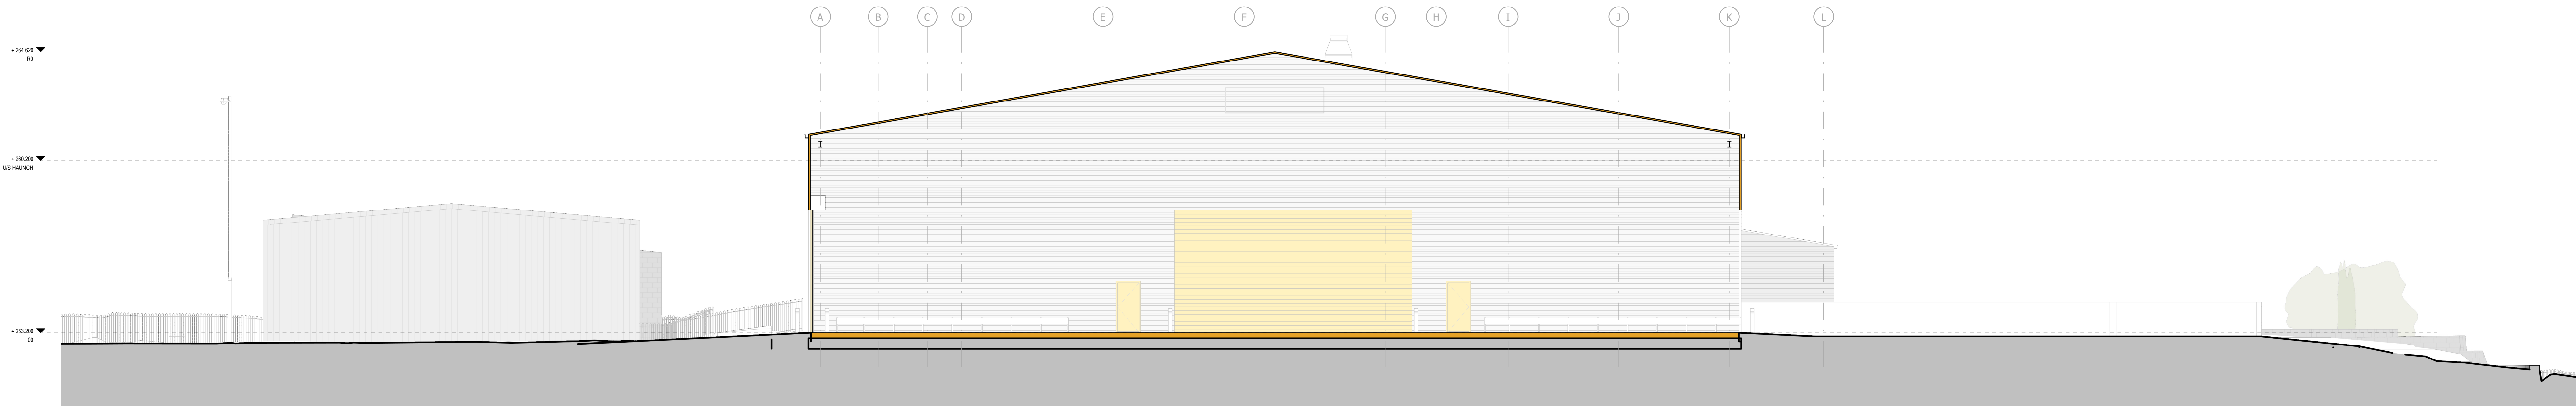 A B C D E F G H I J K L
+ 264.620
R0
+ 260.200
U/S HAUNCH
+ 253.200
00